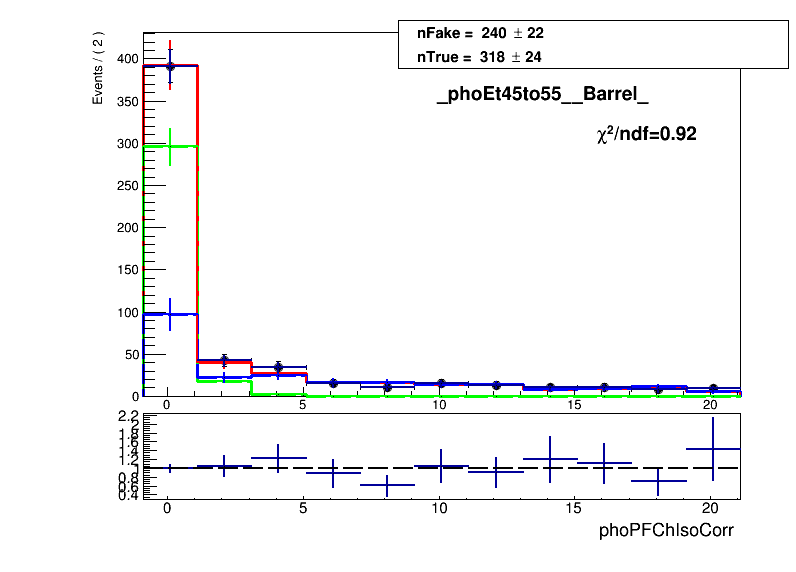 nFake = 240 ± 22
nTrue = 318 ± 24
Events / ( 2 )
_phoEt45to55__Barrel_
χ²/ndf=0.92
400
350
300
250
200
150
100
50
0
0 5 10 15 20
2.2
2
1.8
1.6
1.4
1.2
1
0.8
0.6
0.4
0 5 10 15 20
phoPFChIsoCorr